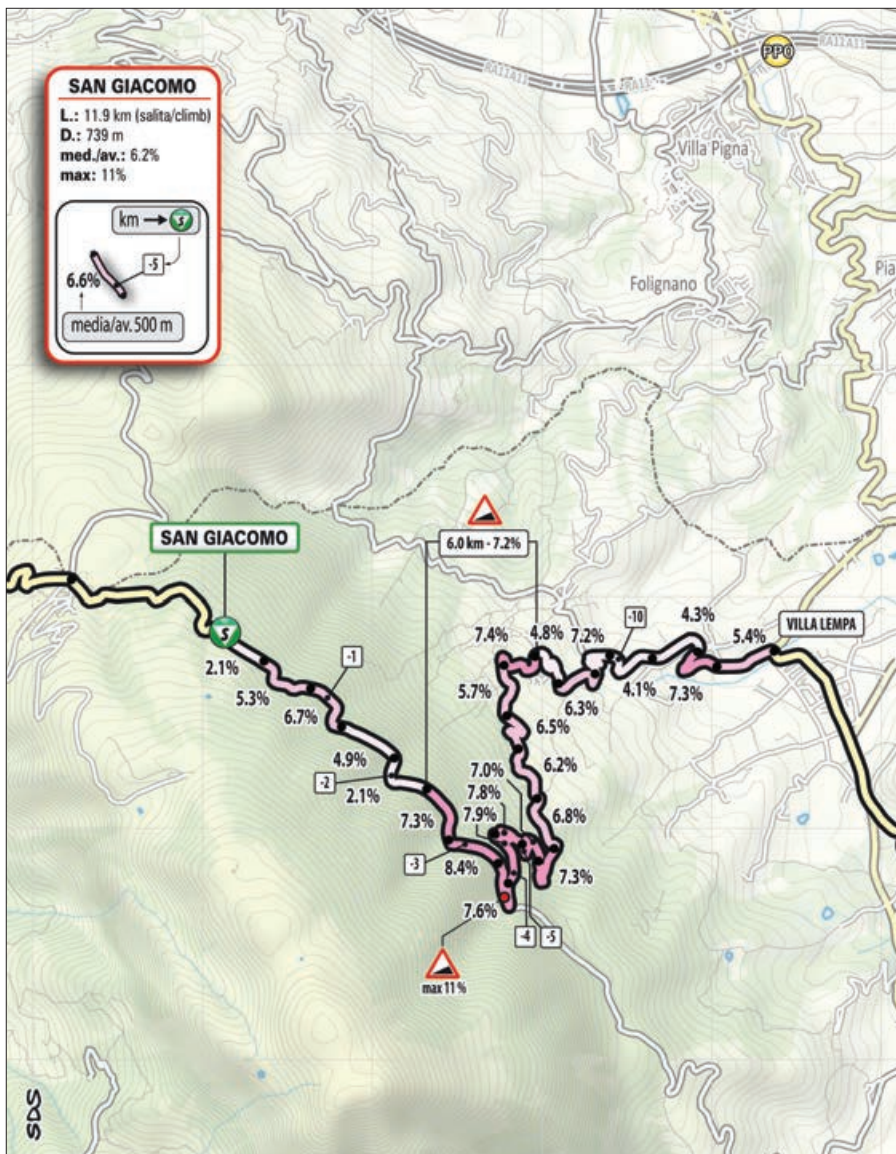 SAN GIACOMO
L.: 11.9 km (salita/climb)
D.: 739 m
med./av.: 6.2%
max: 11%
km → S
-5
6.6%
media/av. 500 m
RA11A11
RA11
RA11A11
PPO
Villa Pigna
Folignano
Pia
6.0 km - 7.2%
SAN GIACOMO
S
VILLA LEMPA
5.4%
7.3%
4.3%
4.1%
-10
7.2%
6.3%
4.8%
7.4%
5.7%
6.5%
6.2%
6.8%
7.3%
7.0%
7.8%
7.9%
-5
-4
7.6%
max 11%
8.4%
-3
7.3%
2.1%
-2
4.9%
6.7%
-1
5.3%
2.1%
SDS